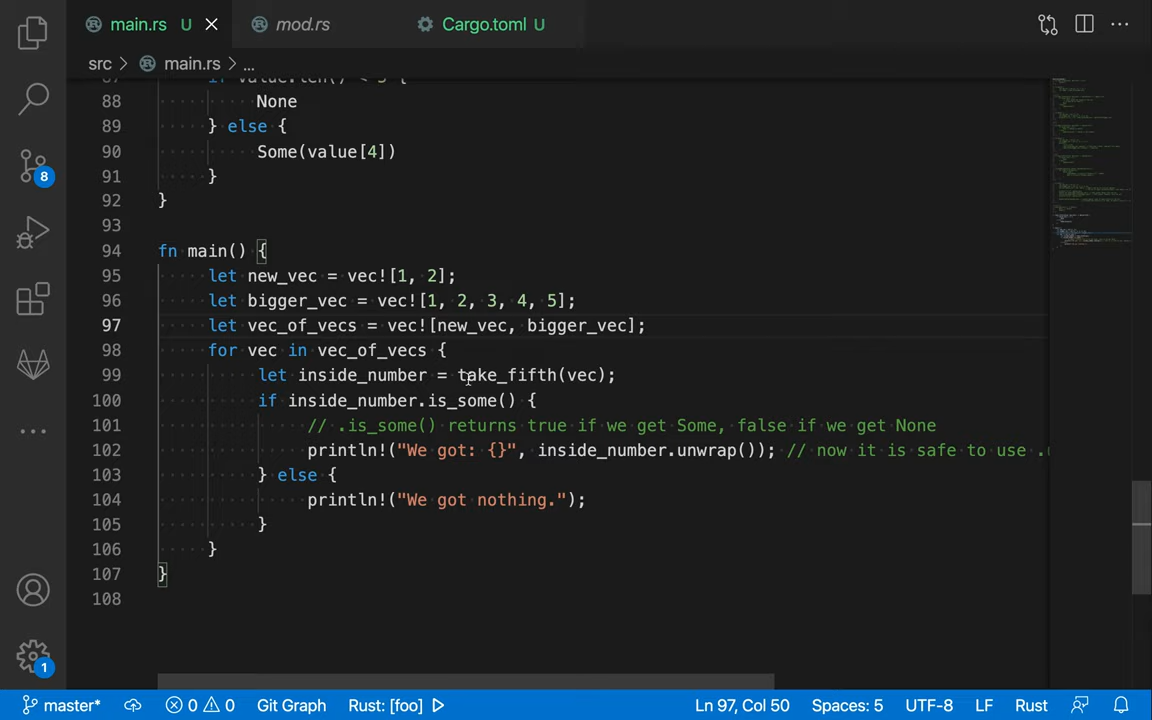 main.rs U
mod.rs
Cargo.toml U
src > main.rs > ...
88 None
89 } else {
90 Some(value[4])
91 }
92 }
93
94 fn main() {
95 let new_vec = vec![1, 2];
96 let bigger_vec = vec![1, 2, 3, 4, 5];
97 let vec_of_vecs = vec![new_vec, bigger_vec];
98 for vec in vec_of_vecs {
99 let inside_number = take_fifth(vec);
100 if inside_number.is_some() {
101 // .is_some() returns true if we get Some, false if we get None
102 println!("We got: {}", inside_number.unwrap()); // now it is safe to use .
103 } else {
104 println!("We got nothing.");
105 }
106 }
107 }
108
8
1
master* 0 0 Git Graph Rust: [foo] Ln 97, Col 50 Spaces: 5 UTF-8 LF Rust